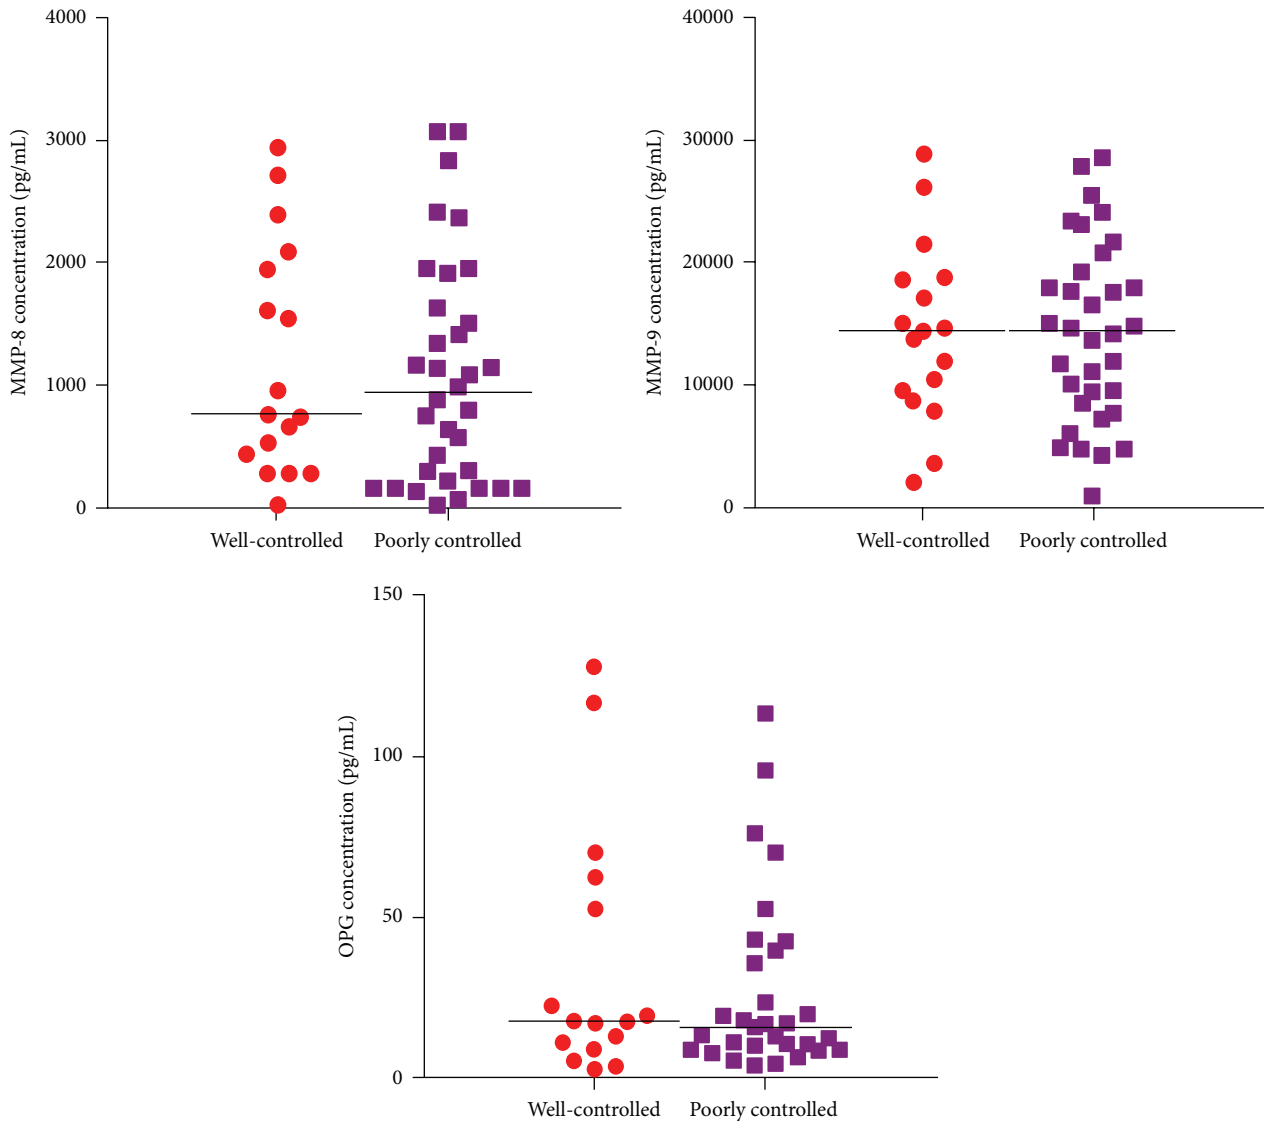 MMP-8 concentration (pg/mL)
4000
3000
2000
1000
0
Well-controlled
Poorly controlled
MMP-9 concentration (pg/mL)
40000
30000
20000
10000
0
Well-controlled
Poorly controlled
OPG concentration (pg/mL)
150
100
50
0
Well-controlled
Poorly controlled